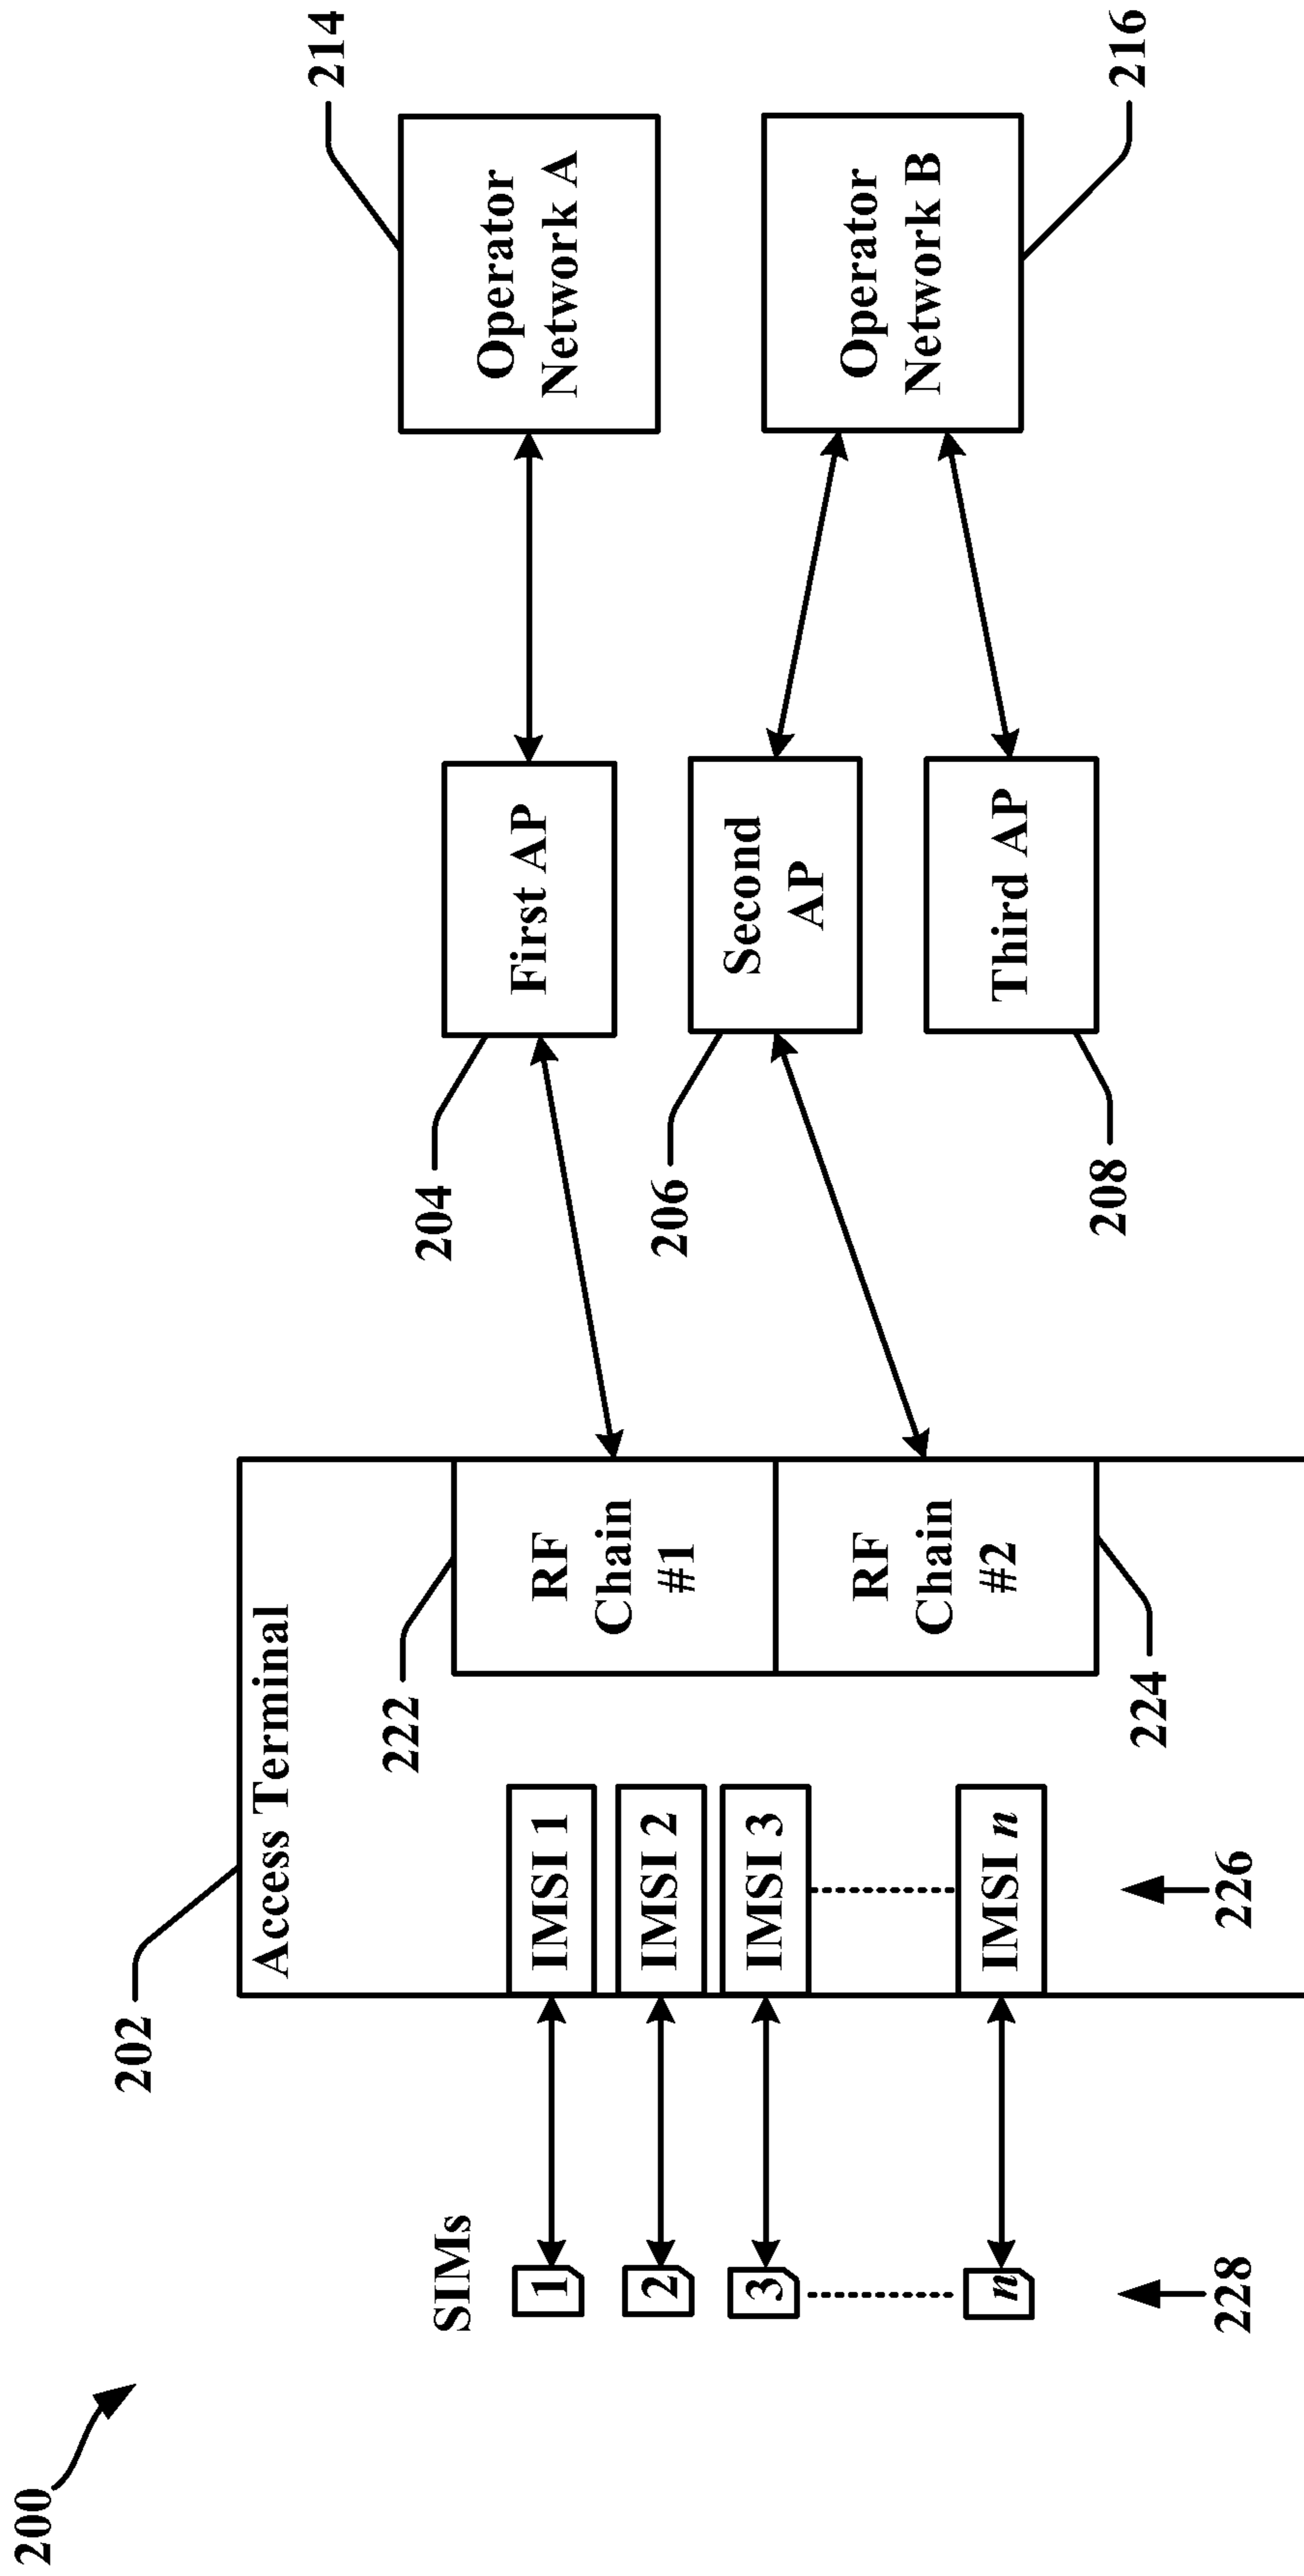 200
202
Access Terminal
SIMs
1
2
3
n
228
IMSI 1
IMSI 2
IMSI 3
IMSI n
226
222
RF
Chain
#1
RF
Chain
#2
224
204
First AP
206
Second
AP
208
Third AP
214
Operator
Network A
Operator
Network B
216